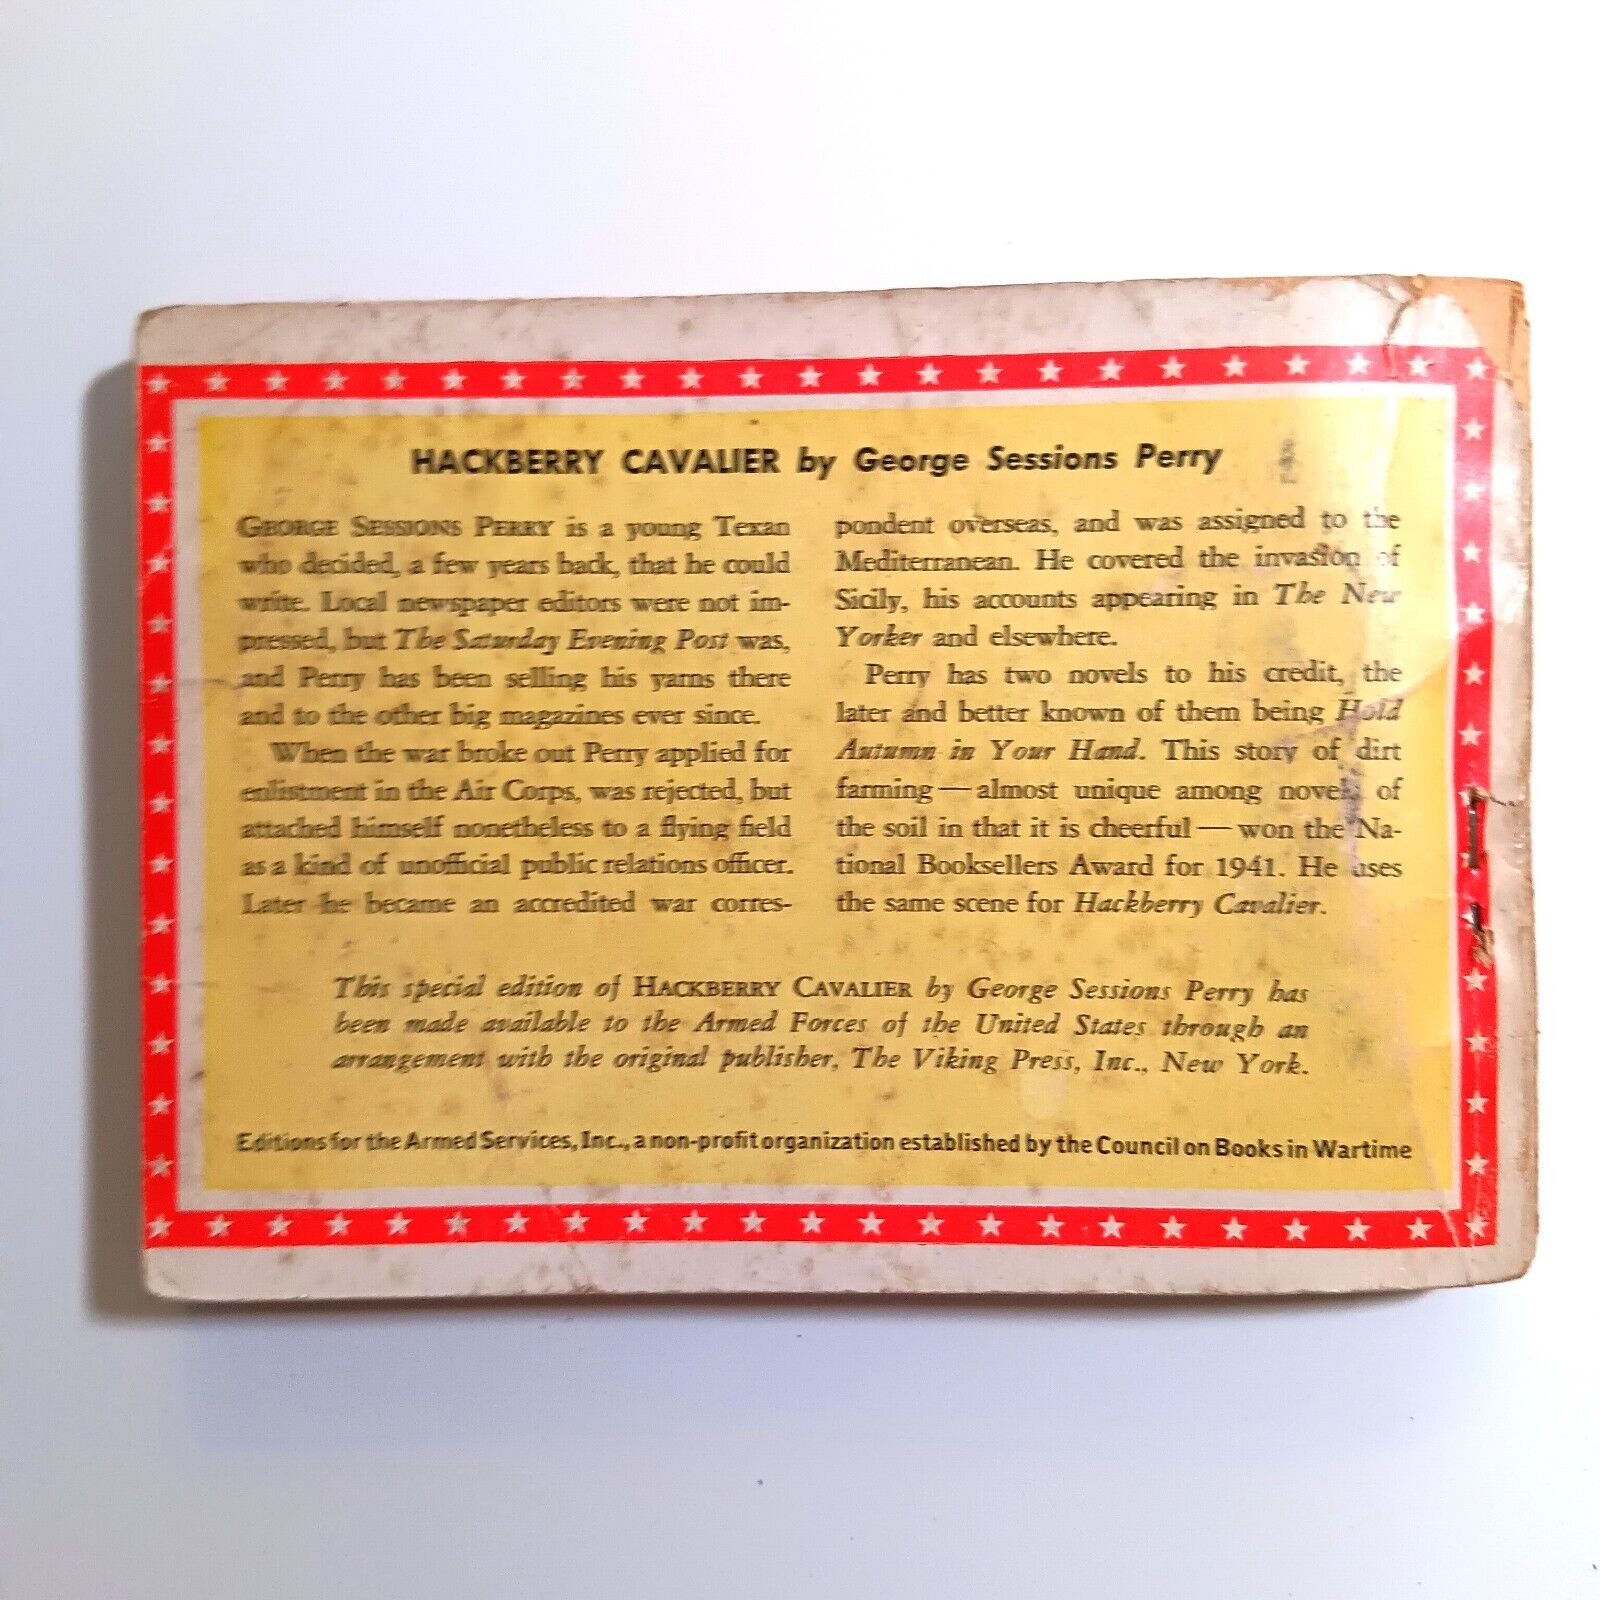 HACKBERRY CAVALIER by George Sessions Perry
GEORGE SESSIONS PERRY is a young Texan
who decided, a few years back, that he could
write. Local newspaper editors were not im-
pressed, but The Saturday Evening Post was,
and Perry has been selling his yarns there
and to the other big magazines ever since.
When the war broke out Perry applied for
enlistment in the Air Corps, was rejected, but
attached himself nonetheless to a flying field
as a kind of unofficial public relations officer.
Later he became an accredited war corres-
pondent overseas, and was assigned to the
Mediterranean. He covered the invasion of
Sicily, his accounts appearing in The New
Yorker and elsewhere.
Perry has two novels to his credit, the
later and better known of them being Hold
Autumn in Your Hand. This story of dirt
farming—almost unique among novels of
the soil in that it is cheerful—won the Na-
tional Booksellers Award for 1941. He uses
the same scene for Hackberry Cavalier.
This special edition of HACKBERRY CAVALIER by George Sessions Perry has
been made available to the Armed Forces of the United States through an
arrangement with the original publisher, The Viking Press, Inc., New York.
Editions for the Armed Services, Inc., a non-profit organization established by the Council on Books in Wartime